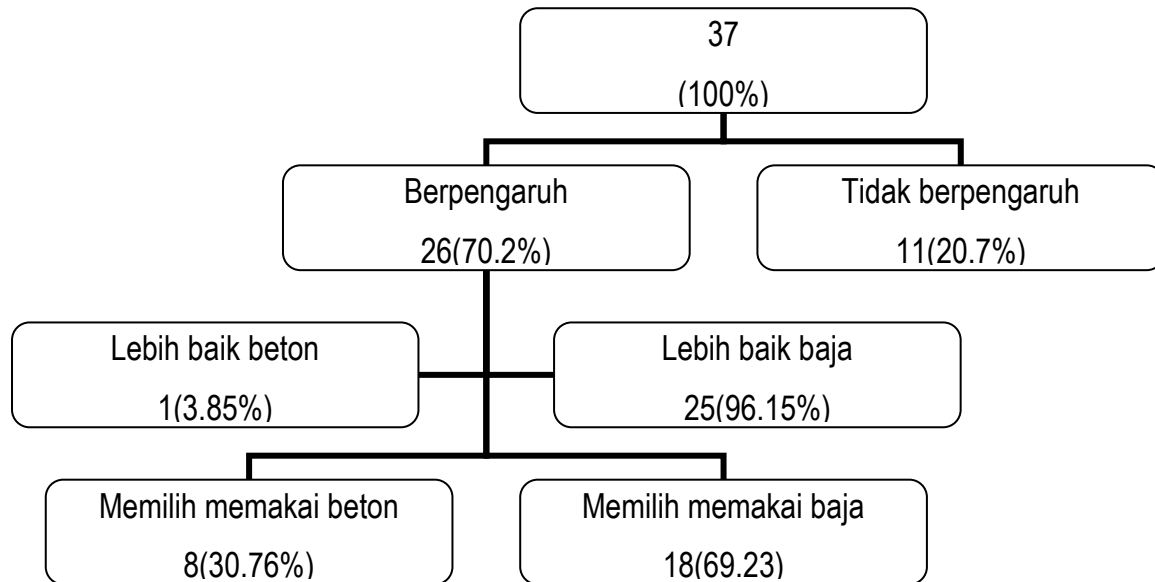 37
(100%)
Berpengaruh
26(70.2%)
Tidak berpengaruh
11(20.7%)
Lebih baik beton
1(3.85%)
Lebih baik baja
25(96.15%)
Memilih memakai beton
8(30.76%)
Memilih memakai baja
18(69.23)